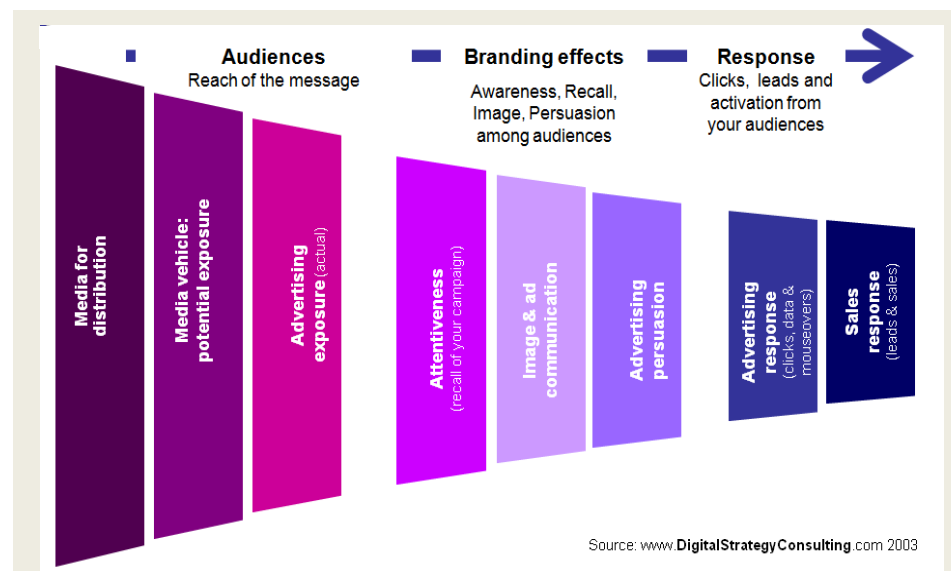 Audiences
Reach of the message
Branding effects
Awareness, Recall,
Image, Persuasion
among audiences
Response
Clicks, leads and
activation from
your audiences
Media for
distribution
Media vehicle:
potential exposure
Advertising
exposure (actual)
Attentiveness
(recall of your campaign)
Image & ad
communication
Advertising
persuasion
Advertising
response
(clicks, data &
mouseovers)
Sales
response
(leads & sales)
Source: www.DigitalStrategyConsulting.com 2003